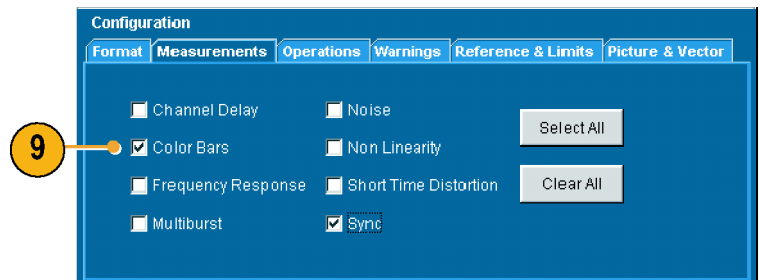 Configuration
Format Measurements Operations Warnings Reference & Limits Picture & Vector
Channel Delay Noise Select All
9 Color Bars Non Linearity
Frequency Response Short Time Distortion Clear All
Multiburst Sync